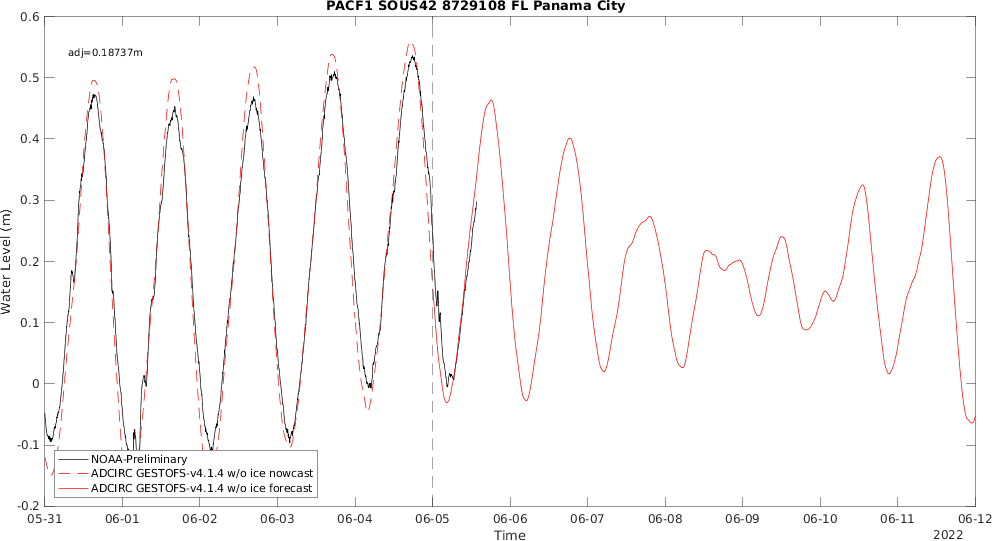 PACF1 SOUS42 8729108 FL Panama City
adj=0.18737m
0.6
0.5
0.4
0.3
0.2
0.1
0
-0.1
-0.2
Water Level (m)
NOAA-Preliminary
ADCIRC GESTOFS-v4.1.4 w/o ice nowcast
ADCIRC GESTOFS-v4.1.4 w/o ice forecast
05-31 06-01 06-02 06-03 06-04 06-05 06-06 06-07 06-08 06-09 06-10 06-11 06-12
Time
2022